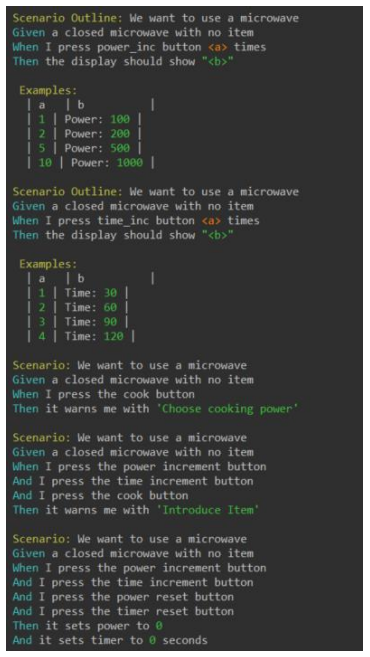 Scenario Outline: We want to use a microwave
Given a closed microwave with no item
When I press power_inc button <a> times
Then the display should show "<b>"
Examples:
| a | b |
| 1 | Power: 100 |
| 2 | Power: 200 |
| 5 | Power: 500 |
| 10 | Power: 1000 |
Scenario Outline: We want to use a microwave
Given a closed microwave with no item
When I press time_inc button <a> times
Then the display should show "<b>"
Examples:
| a | b |
| 1 | Time: 30 |
| 2 | Time: 60 |
| 3 | Time: 90 |
| 4 | Time: 120 |
Scenario: We want to use a microwave
Given a closed microwave with no item
When I press the cook button
Then it warns me with 'Choose cooking power'
Scenario: We want to use a microwave
Given a closed microwave with no item
When I press the power increment button
And I press the time increment button
And I press the cook button
Then it warns me with 'Introduce Item'
Scenario: We want to use a microwave
Given a closed microwave with no item
When I press the power increment button
And I press the time increment button
And I press the power reset button
And I press the timer reset button
Then it sets power to 0
And it sets timer to 0 seconds